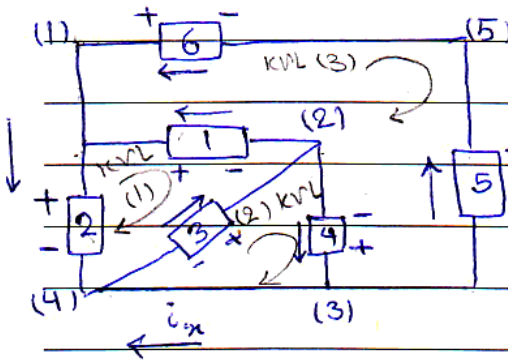 (1) + 6 - (5)
KVL (3)
1 (2)
+ -
KVL
(1)
+ 2 -
3 + -
(2) KVL
4 - +
5
(4) (3)
iₓ